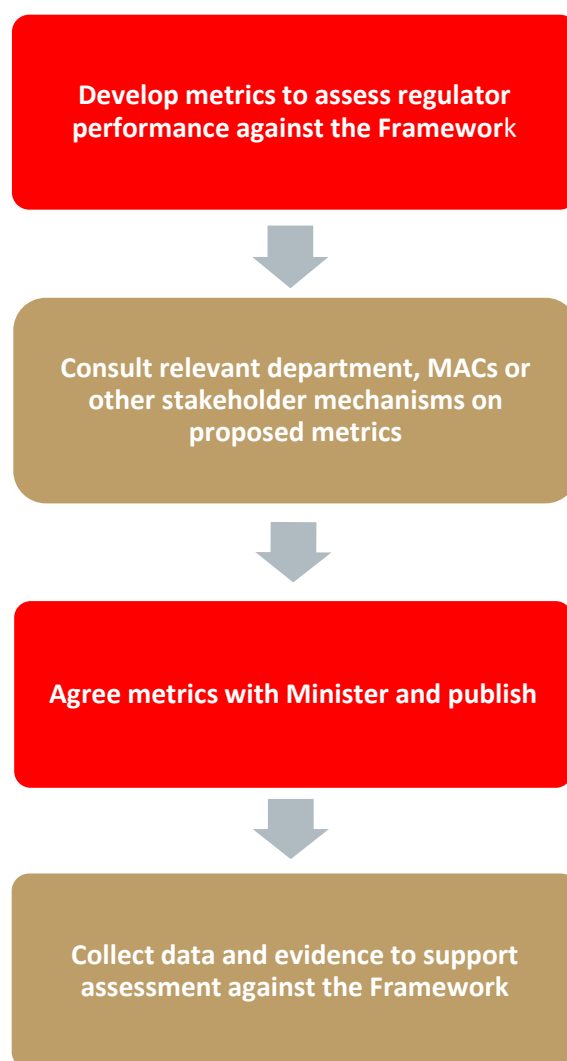 Develop metrics to assess regulator
performance against the Framework
Consult relevant department, MACs or
other stakeholder mechanisms on
proposed metrics
Agree metrics with Minister and publish
Collect data and evidence to support
assessment against the Framework